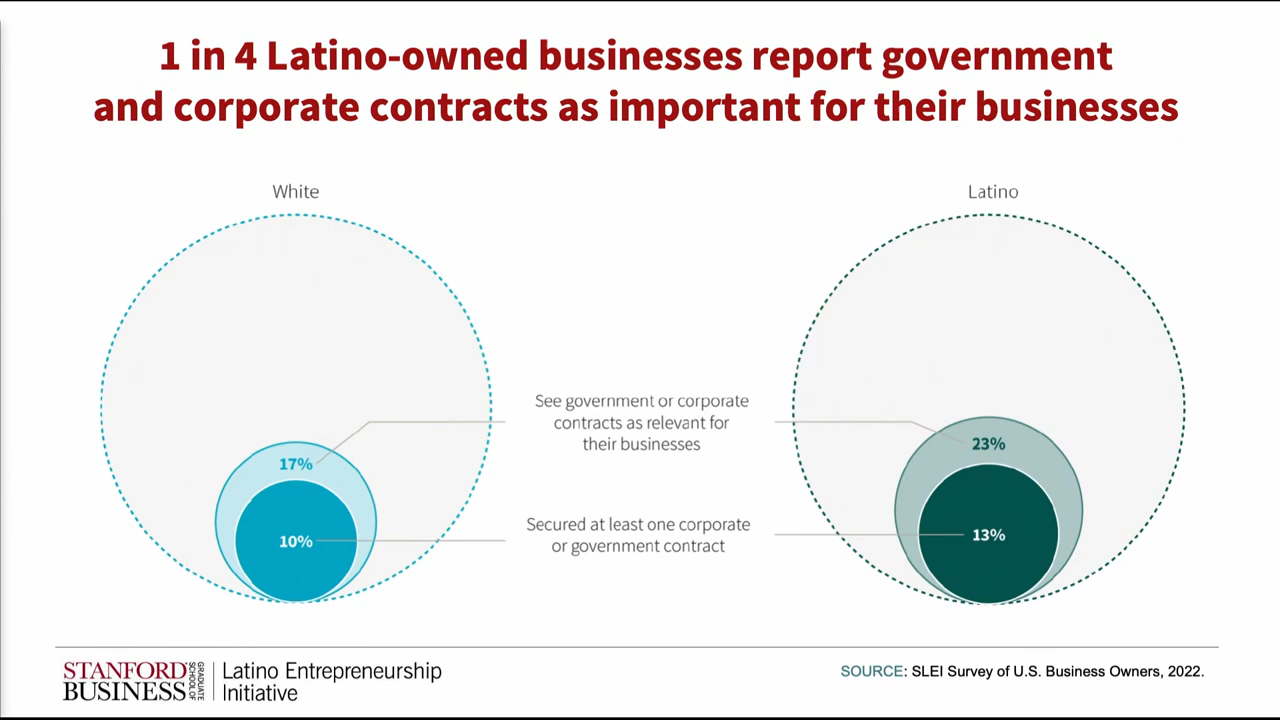 1 in 4 Latino-owned businesses report government
and corporate contracts as important for their businesses
White
Latino
See government or corporate
contracts as relevant for
their businesses
17%
23%
Secured at least one corporate
or government contract
10%
13%
STANFORD
BUSINESS
GRADUATE
SCHOOL OF
Latino Entrepreneurship
Initiative
SOURCE: SLEI Survey of U.S. Business Owners, 2022.